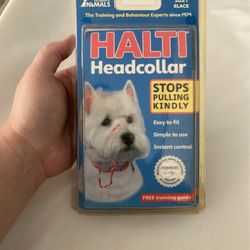 ANIMALS
BLACK
The Training and Behaviour Experts since 1979
HALTI
Headcollar
STOPS
PULLING
KINDLY
Easy to fit
Simple to use
Instant control
FREE training guide